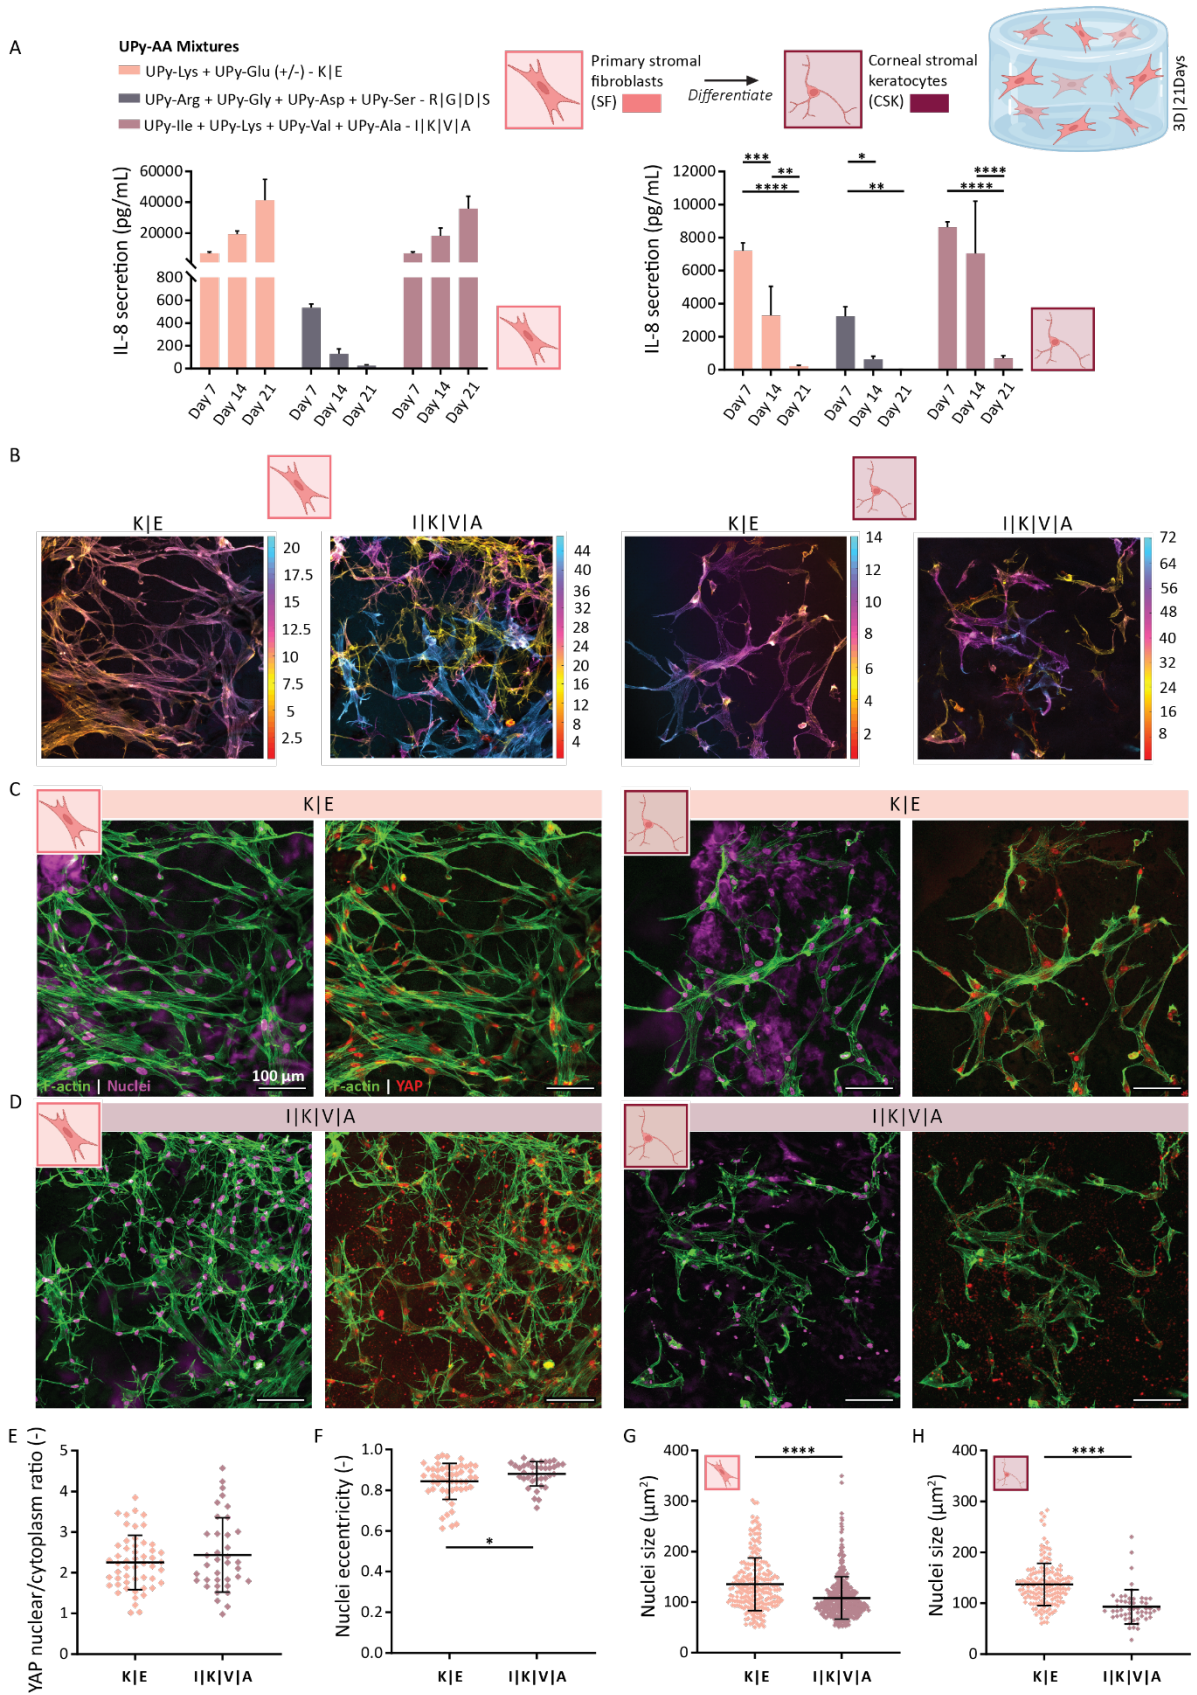 A
UPy-AA Mixtures
UPy-Lys + UPy-Glu (+/-) - K|E
UPy-Arg + UPy-Gly + UPy-Asp + UPy-Ser - R|G|D|S
UPy-Ile + UPy-Lys + UPy-Val + UPy-Ala - I|K|V|A
Primary stromal
fibroblasts
(SF)
Differentiate
Corneal stromal
keratocytes
(CSK)
3D|21Days
IL-8 secretion (pg/mL)
60000
40000
20000
800
600
400
200
0
Day 7
Day 14
Day 21
Day 7
Day 14
Day 21
Day 7
Day 14
Day 21
IL-8 secretion (pg/mL)
12000
10000
8000
6000
4000
2000
0
***
**
****
*
**
****
****
Day 7
Day 14
Day 21
Day 7
Day 14
Day 21
Day 7
Day 14
Day 21
B
K|E
20
17.5
15
12.5
10
7.5
5
2.5
I|K|V|A
44
40
36
32
28
24
20
16
12
8
4
K|E
14
12
10
8
6
4
2
I|K|V|A
72
64
56
48
40
32
24
16
8
C
K|E
K|E
F-actin | Nuclei
100 μm
F-actin | YAP
D
I|K|V|A
I|K|V|A
E
YAP nuclear/cytoplasm ratio (-)
5
4
3
2
1
0
K|E
I|K|V|A
F
Nuclei eccentricity (-)
1.0
0.8
0.6
0.4
0.2
0.0
*
K|E
I|K|V|A
G
Nuclei size (μm²)
400
300
200
100
0
****
K|E
I|K|V|A
H
Nuclei size (μm²)
400
300
200
100
0
****
K|E
I|K|V|A